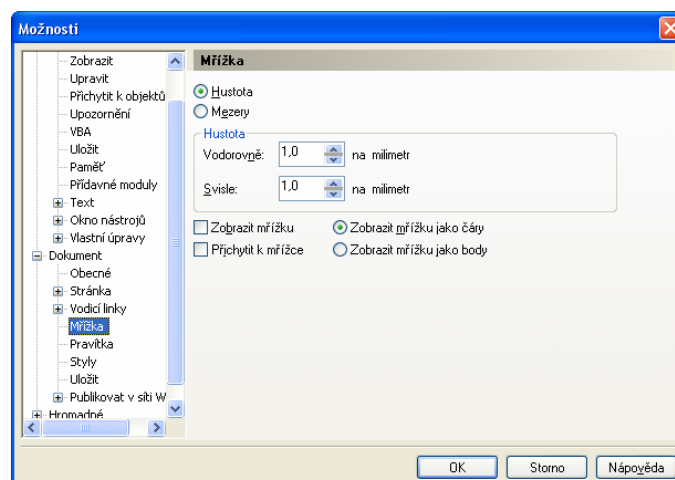 Možnosti
Zobrazit
Upravit
Přichytit k objektů
Upozornění
VBA
Uložit
Paměť
Přídavné moduly
Text
Okno nástrojů
Vlastní úpravy
Dokument
Obecné
Stránka
Vodicí linky
Mřížka
Pravítka
Styly
Uložit
Publikovat v síti W
Hromadné
Mřížka
Hustota
Mezery
Hustota
Vodorovně: 1,0 na milimetr
Svisle: 1,0 na milimetr
Zobrazit mřížku Zobrazit mřížku jako čáry
Přichytit k mřížce Zobrazit mřížku jako body
OK Storno Nápověda